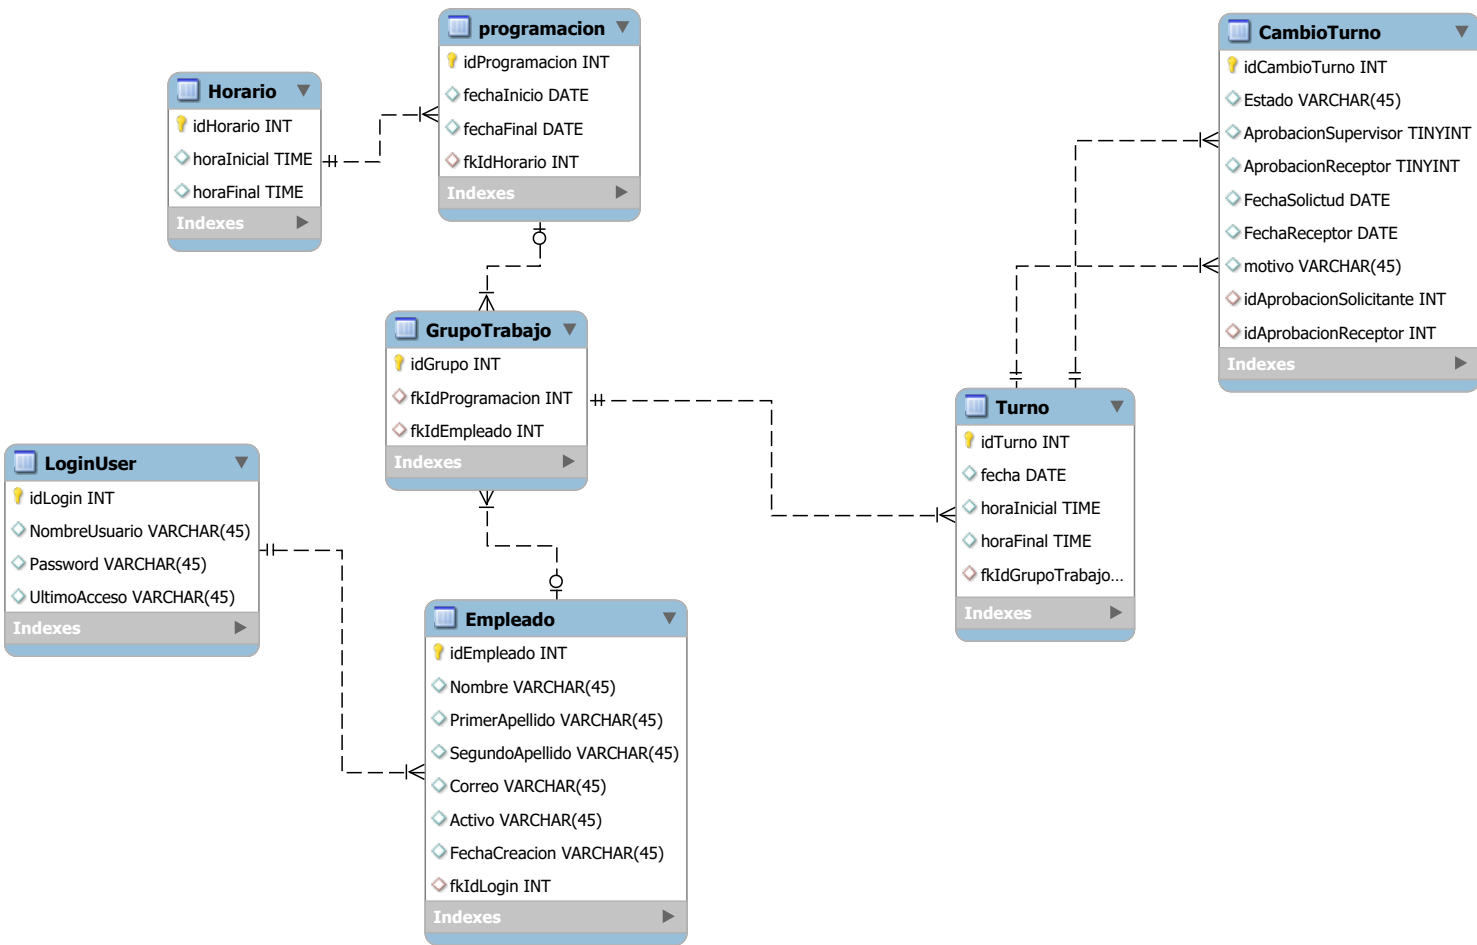 programacion
idProgramacion INT
fechaInicio DATE
fechaFinal DATE
fkIdHorario INT
Indexes
Horario
idHorario INT
horaInicial TIME
horaFinal TIME
Indexes
CambioTurno
idCambioTurno INT
Estado VARCHAR(45)
AprobacionSupervisor TINYINT
AprobacionReceptor TINYINT
FechaSolictud DATE
FechaReceptor DATE
motivo VARCHAR(45)
idAprobacionSolicitante INT
idAprobacionReceptor INT
Indexes
GrupoTrabajo
idGrupo INT
fkIdProgramacion INT
fkIdEmpleado INT
Indexes
Turno
idTurno INT
fecha DATE
horaInicial TIME
horaFinal TIME
fkIdGrupoTrabajo...
Indexes
LoginUser
idLogin INT
NombreUsuario VARCHAR(45)
Password VARCHAR(45)
UltimoAcceso VARCHAR(45)
Indexes
Empleado
idEmpleado INT
Nombre VARCHAR(45)
PrimerApellido VARCHAR(45)
SegundoApellido VARCHAR(45)
Correo VARCHAR(45)
Activo VARCHAR(45)
FechaCreacion VARCHAR(45)
fkIdLogin INT
Indexes